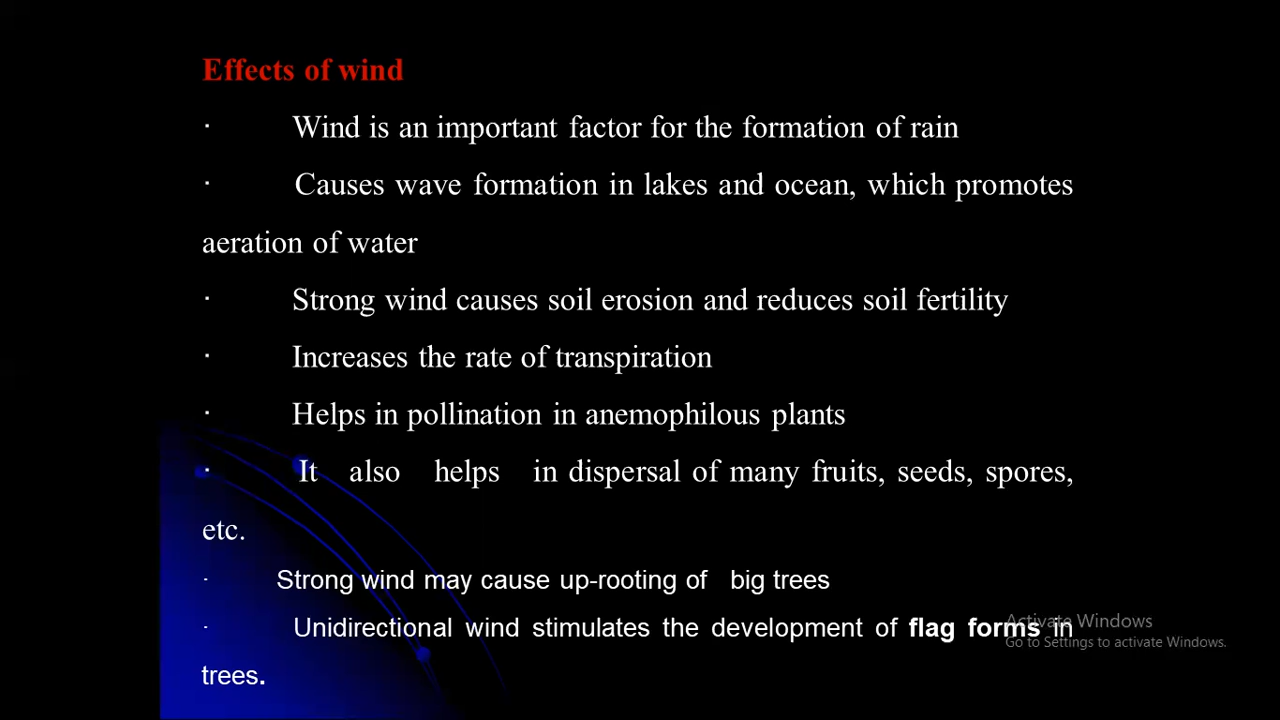 Effects of wind
· Wind is an important factor for the formation of rain
· Causes wave formation in lakes and ocean, which promotes
aeration of water
· Strong wind causes soil erosion and reduces soil fertility
· Increases the rate of transpiration
· Helps in pollination in anemophilous plants
· It also helps in dispersal of many fruits, seeds, spores,
etc.
· Strong wind may cause up-rooting of big trees
· Unidirectional wind stimulates the development of flag forms in
trees.
Activate Windows
Go to Settings to activate Windows.